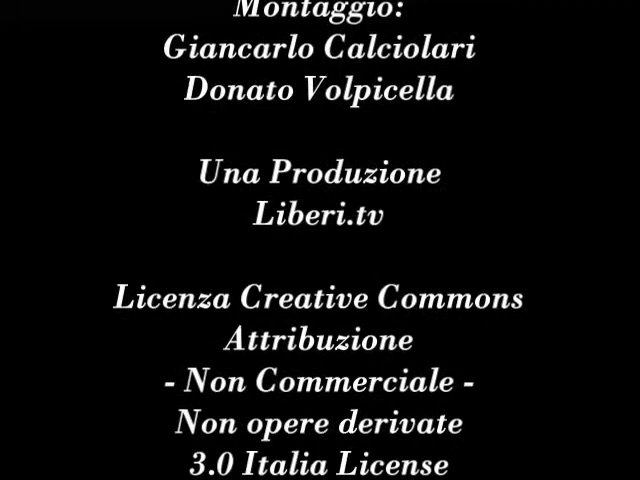 Montaggio:
Giancarlo Calciolari
Donato Volpicella
Una Produzione
Liberi.tv
Licenza Creative Commons
Attribuzione
- Non Commerciale -
Non opere derivate
3.0 Italia License